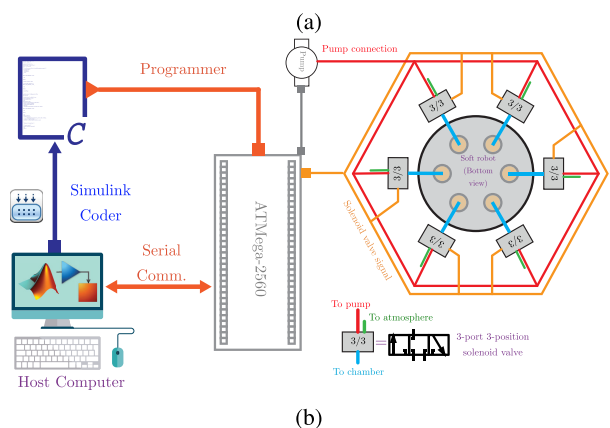 (a)
Pump connection
Programmer
Pump
C
3/3
3/3
Soft robot
(Bottom
view)
3/3
3/3
3/3
3/3
Simulink
Coder
ATMega-2560
Solenoid valve signal
Serial
Comm.
To pump
To atmosphere
3/3
=
3-port 3-position
solenoid valve
To chamber
Host Computer
(b)